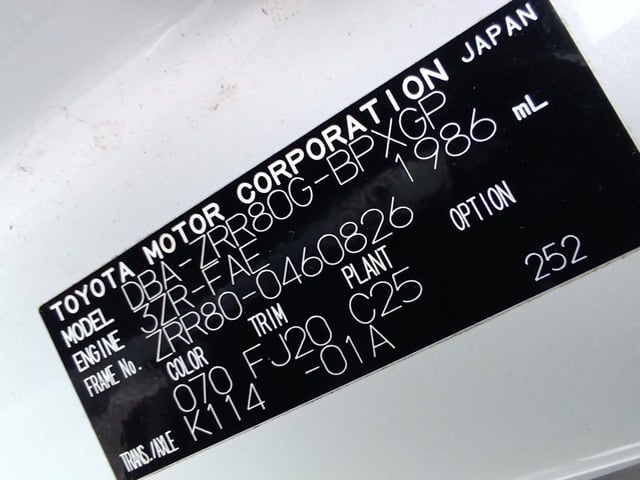 TOYOTA MOTOR CORPORATION JAPAN
MODEL DBA-ZRR80G-BPXGP
ENGINE 3ZR-FAE 1986 mL
FRAME No. ZRR80-0460826
COLOR TRIM PLANT OPTION
070 FJ20 C25 252
TRANS./AXLE K114 -01A